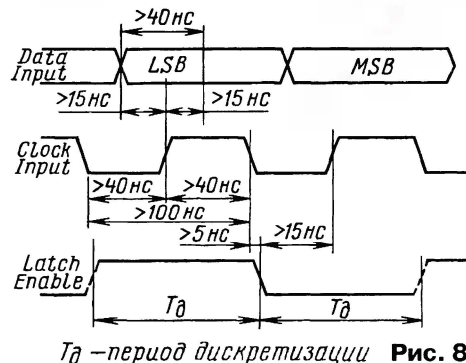 >40нс
Data Input
LSB
MSB
>15нс
>15нс
Clock Input
>40нс
>40нс
>100нс
>5нс
>15нс
Latch Enable
Tд
Tд
Tд – период дискретизации
Рис. 8